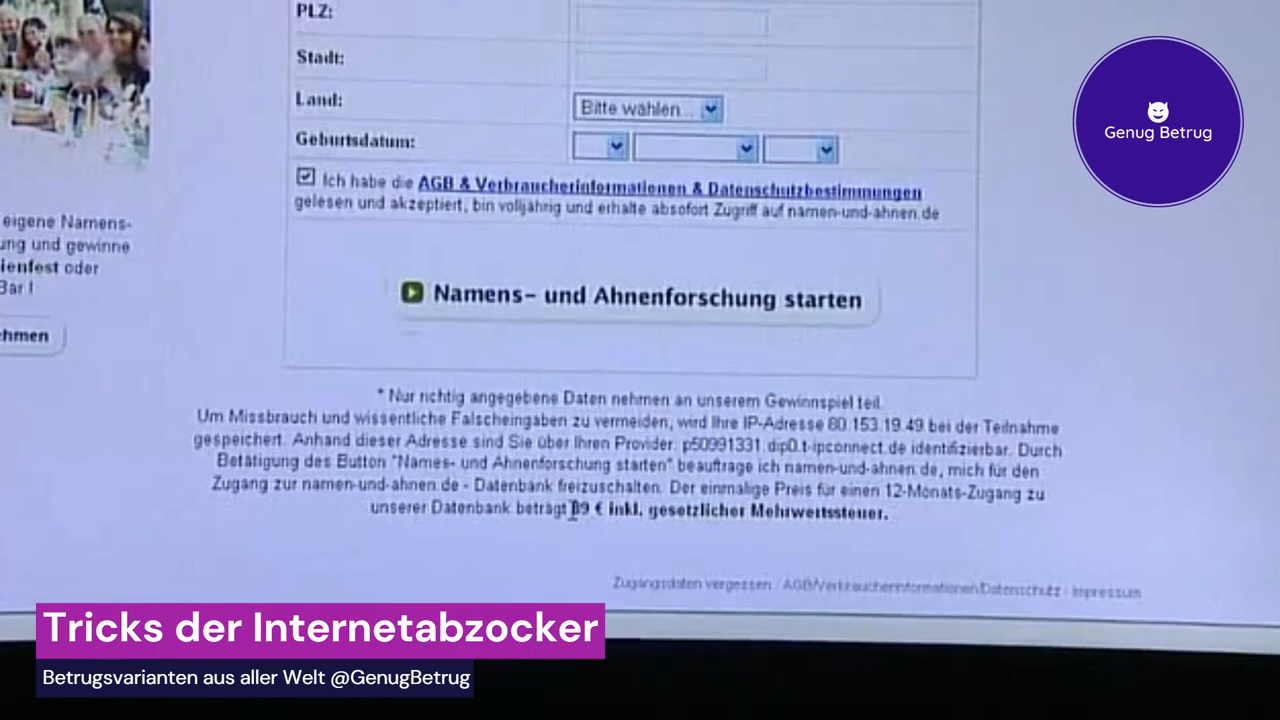 PLZ:
Stadt:
Land:
Bitte wählen...
Geburtsdatum:
Ich habe die AGB & Verbraucherinformationen & Datenschutzbestimmungen
gelesen und akzeptiert, bin volljährig und erhalte absofort Zugriff auf namen-und-ahnen.de
eigene Namens-
ung und gewinne
ienfest oder
Bar !
ehmen
Namens- und Ahnenforschung starten
* Nur richtig angegebene Daten nehmen an unserem Gewinnspiel teil.
Um Missbrauch und wissentliche Falscheingaben zu vermeiden, wird Ihre IP-Adresse 80.153.19.49 bei der Teilnahme
gespeichert. Anhand dieser Adresse sind Sie über Ihren Provider: p50991331.dip0.t-ipconnect.de identifizierbar. Durch
Betätigung des Button "Names- und Ahnenforschung starten" beauftrage ich namen-und-ahnen.de, mich für den
Zugang zur namen-und-ahnen.de - Datenbank freizuschalten. Der einmalige Preis für einen 12-Monats-Zugang zu
unserer Datenbank beträgt € inkl. gesetzlicher Mehrwertssteuer.
Zugangsdaten vergessen · AGB/Verbraucherinformationen/Datenschutz · Impressum
Genug Betrug
Tricks der Internetabzocker
Betrugsvarianten aus aller Welt @GenugBetrug